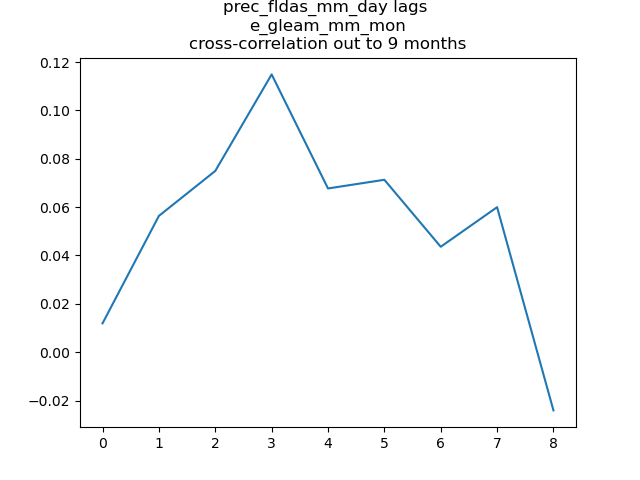 prec_fldas_mm_day lags
e_gleam_mm_mon
cross-correlation out to 9 months
0.12
0.10
0.08
0.06
0.04
0.02
0.00
−0.02
0 1 2 3 4 5 6 7 8